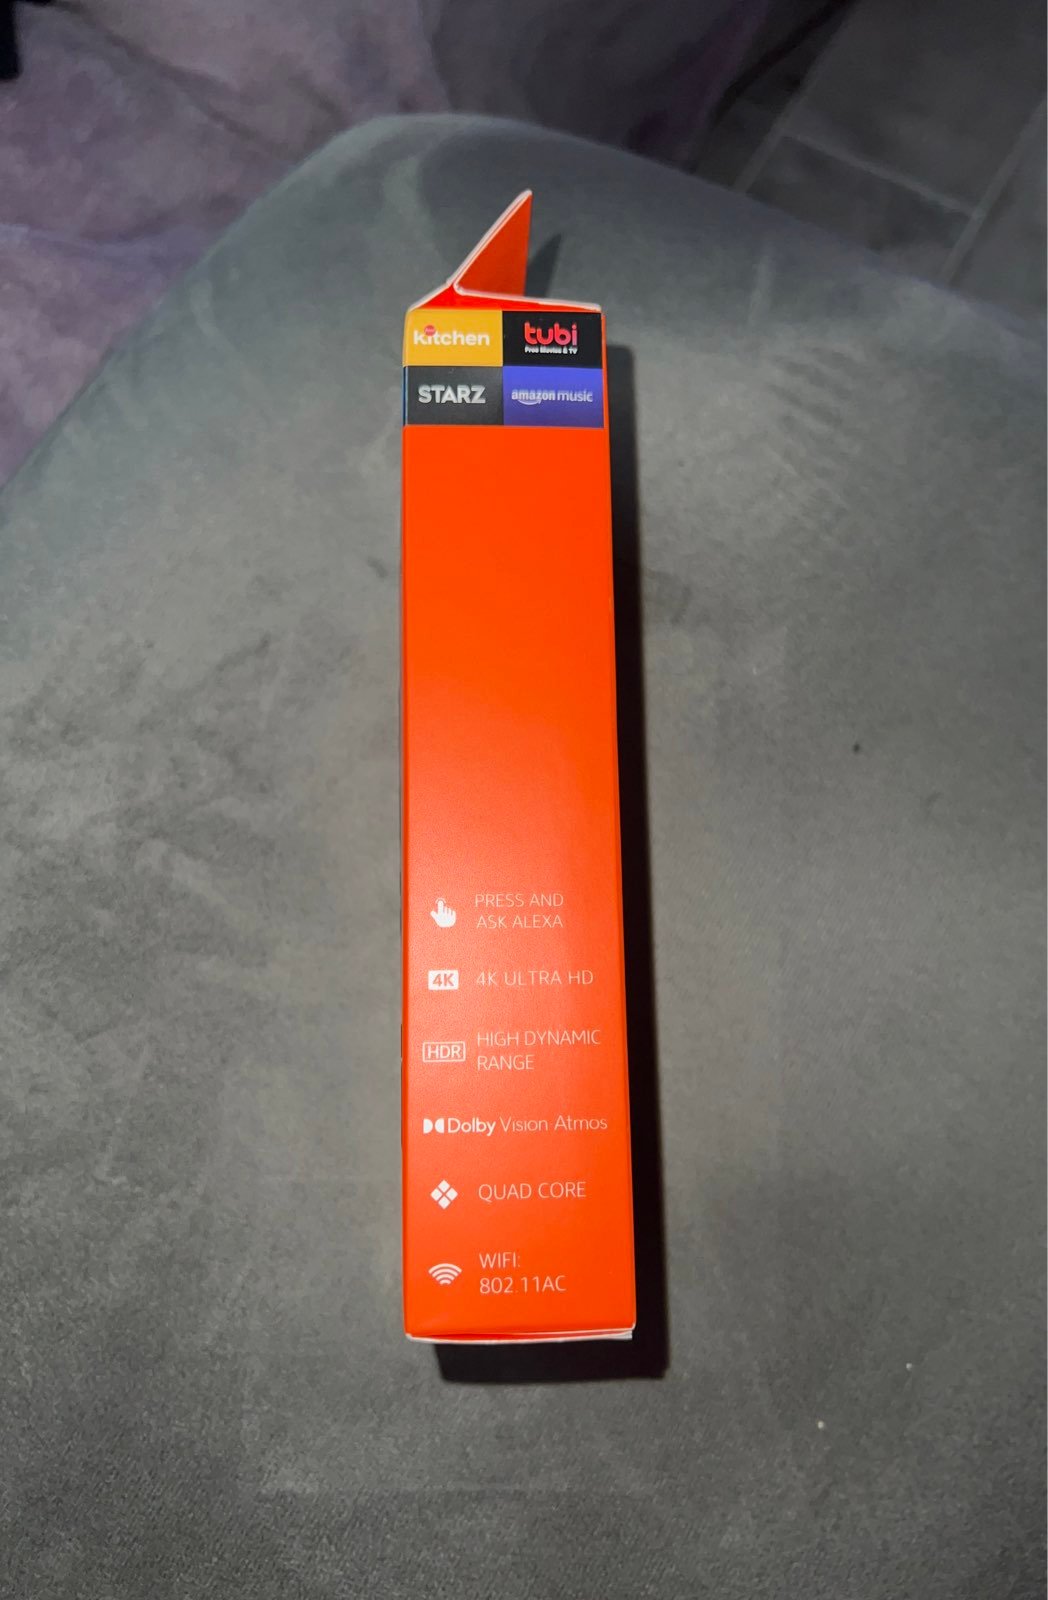 food kitchen
tubi
Free Movies & TV
STARZ
amazon music
PRESS AND
ASK ALEXA
4K 4K ULTRA HD
HDR HIGH DYNAMIC
RANGE
Dolby Vision·Atmos
QUAD CORE
WIFI:
802.11AC